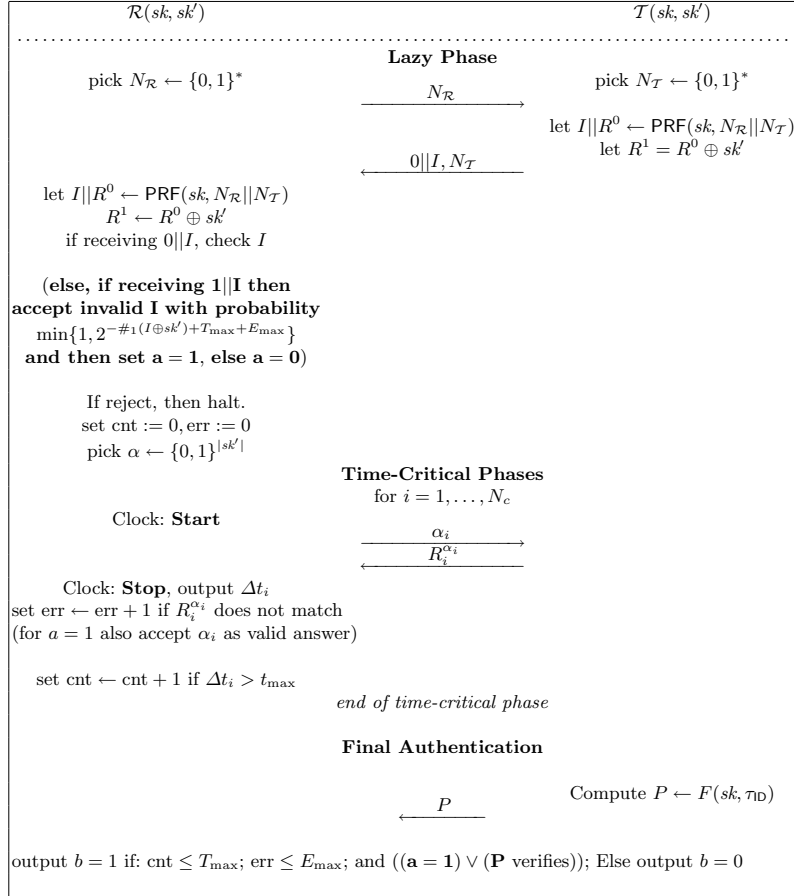 R(sk, sk′) T(sk, sk′)
Lazy Phase
pick N_R ← {0, 1}* pick N_T ← {0, 1}*
N_R
let I||R⁰ ← PRF(sk, N_R||N_T)
let R¹ = R⁰ ⊕ sk′
0||I, N_T
let I||R⁰ ← PRF(sk, N_R||N_T)
R¹ ← R⁰ ⊕ sk′
if receiving 0||I, check I
(else, if receiving 1||I then
accept invalid I with probability
min{1, 2^{−#₁(I⊕sk′)+T_max+E_max}}
and then set a = 1, else a = 0)
If reject, then halt.
set cnt := 0, err := 0
pick α ← {0, 1}^{|sk′|}
Time-Critical Phases
for i = 1, . . . , N_c
Clock: Start
α_i
R_i^{α_i}
Clock: Stop, output Δt_i
set err ← err + 1 if R_i^{α_i} does not match
(for a = 1 also accept α_i as valid answer)
set cnt ← cnt + 1 if Δt_i > t_max
end of time-critical phase
Final Authentication
Compute P ← F(sk, τ_ID)
P
output b = 1 if: cnt ≤ T_max; err ≤ E_max; and ((a = 1) ∨ (P verifies)); Else output b = 0